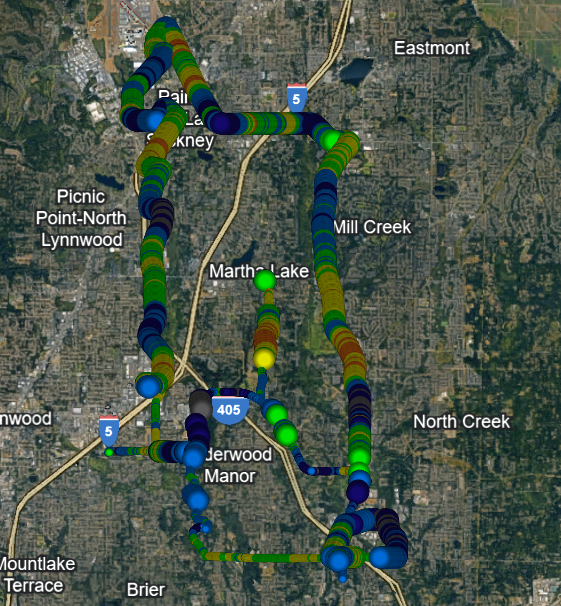 Eastmont
5
Picnic
Point-North
Lynnwood
Mill Creek
Martha Lake
405
North Creek
5
Manor
Mountlake
Terrace
Brier